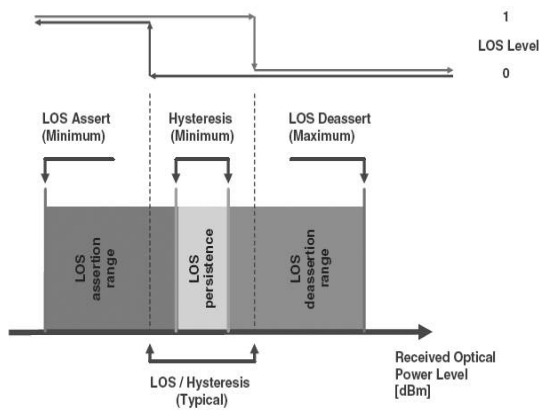 1
LOS Level
0
LOS Assert
(Minimum)
Hysteresis
(Minimum)
LOS Deassert
(Maximum)
LOS
assertion
range
LOS
persistence
LOS
deassertion
range
Received Optical
Power Level
[dBm]
LOS / Hysteresis
(Typical)